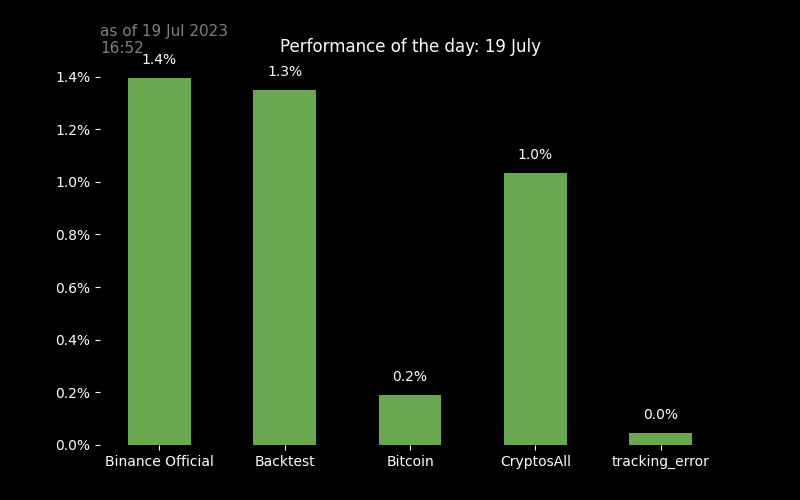 as of 19 Jul 2023
16:52
Performance of the day: 19 July
1.4%
1.3%
0.2%
1.0%
0.0%
1.4%
1.2%
1.0%
0.8%
0.6%
0.4%
0.2%
0.0%
Binance Official
Backtest
Bitcoin
CryptosAll
tracking_error